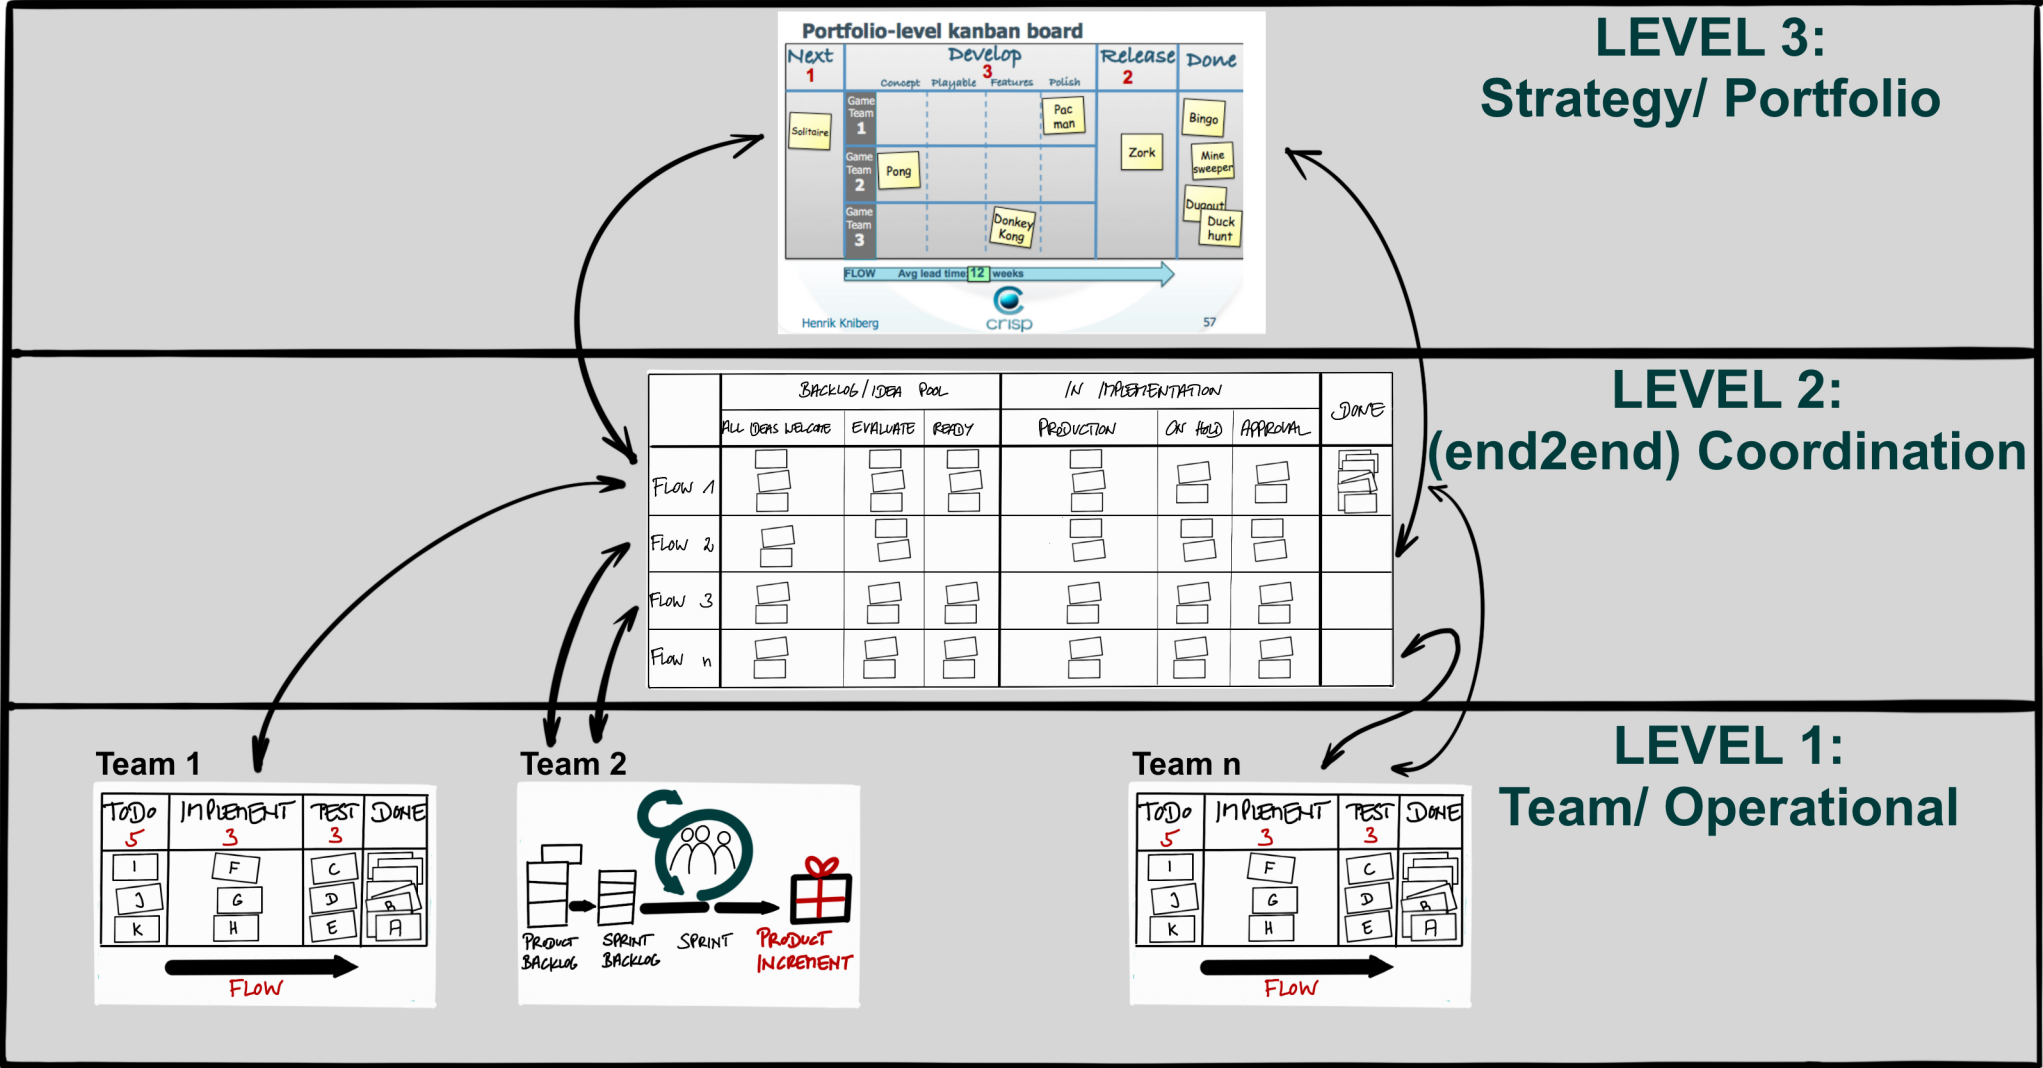 LEVEL 3:
Strategy/ Portfolio
Portfolio-level kanban board
Next
1
Develop
3
Concept
Playable
Features
Polish
Release
2
Done
Game
Team
1
Game
Team
2
Game
Team
3
Solitaire
Pac
man
Pong
Donkey
Kong
Zork
Bingo
Mine
sweeper
Dugout
Duck
hunt
FLOW Avg lead time: 12 weeks
Henrik Kniberg
crisp
57
LEVEL 2:
(end2end) Coordination
BACKLOG/IDEA POOL
IN IMPLEMENTATION
DONE
ALL IDEAS WELCOME
EVALUATE
READY
PRODUCTION
ON HOLD
APPROVAL
FLOW 1
FLOW 2
FLOW 3
FLOW n
LEVEL 1:
Team/ Operational
Team 1
TODO
5
IMPLEMENT
3
TEST
3
DONE
I
F
C
J
G
D
B
K
H
E
A
FLOW
Team 2
PRODUCT
BACKLOG
SPRINT
BACKLOG
SPRINT
PRODUCT
INCREMENT
Team n
TODO
5
IMPLEMENT
3
TEST
3
DONE
I
F
C
J
G
D
B
K
H
E
A
FLOW